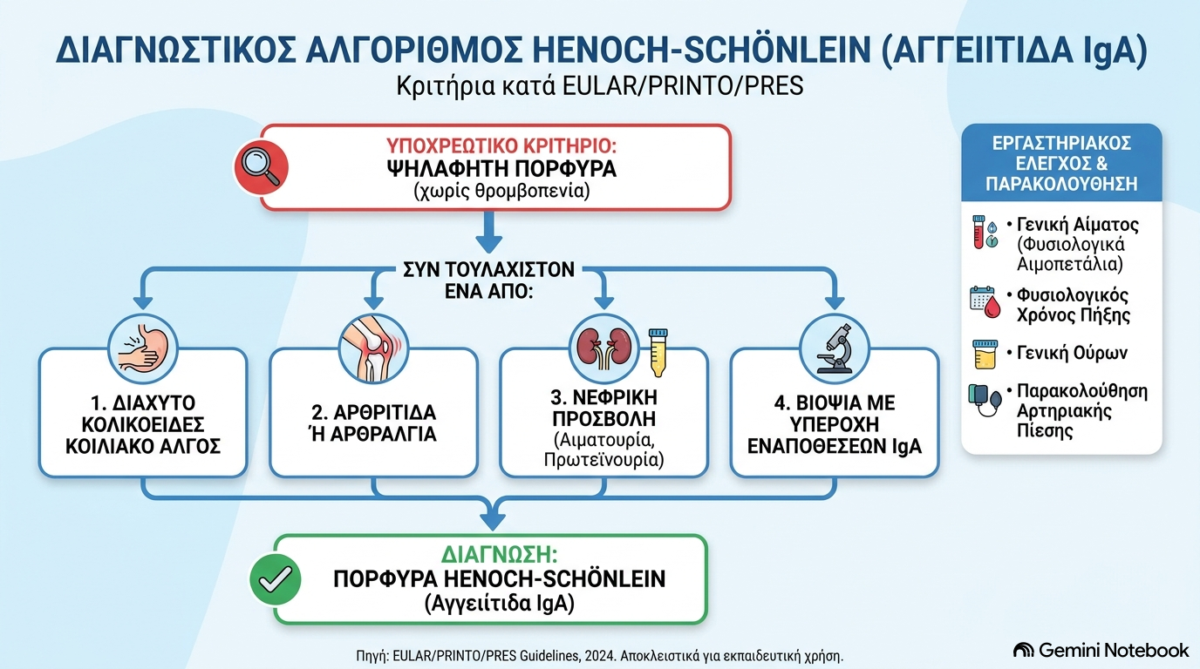 ΔΙΑΓΝΩΣΤΙΚΟΣ ΑΛΓΟΡΙΘΜΟΣ HENOCH-SCHÖNLEIN (ΑΓΓΕΙΙΤΙΔΑ IgA)
Κριτήρια κατά EULAR/PRINTO/PRES
ΥΠΟΧΡΕΩΤΙΚΟ ΚΡΙΤΗΡΙΟ:
ΨΗΛΑΦΗΤΗ ΠΟΡΦΥΡΑ
(χωρίς θρομβοπενία)
ΣΥΝ ΤΟΥΛΑΧΙΣΤΟΝ
ΕΝΑ ΑΠΟ:
1. ΔΙΑΧΥΤΟ
ΚΟΛΙΚΟΕΙΔΕΣ
ΚΟΙΛΙΑΚΟ ΑΛΓΟΣ
2. ΑΡΘΡΙΤΙΔΑ
Ή ΑΡΘΡΑΛΓΙΑ
3. ΝΕΦΡΙΚΗ
ΠΡΟΣΒΟΛΗ
(Αιματουρία,
Πρωτεϊνουρία)
4. ΒΙΟΨΙΑ ΜΕ
ΥΠΕΡΟΧΗ
ΕΝΑΠΟΘΕΣΕΩΝ IgA
ΔΙΑΓΝΩΣΗ:
ΠΟΡΦΥΡΑ HENOCH-SCHÖNLEIN
(Αγγειίτιδα IgA)
ΕΡΓΑΣΤΗΡΙΑΚΟΣ
ΕΛΕΓΧΟΣ &
ΠΑΡΑΚΟΛΟΥΘΗΣΗ
• Γενική Αίματος
(Φυσιολογικά
Αιμοπετάλια)
• Φυσιολογικός
Χρόνος Πήξης
• Γενική Ούρων
• Παρακολούθηση
Αρτηριακής
Πίεσης
Πηγή: EULAR/PRINTO/PRES Guidelines, 2024. Αποκλειστικά για εκπαιδευτική χρήση.
Gemini Notebook